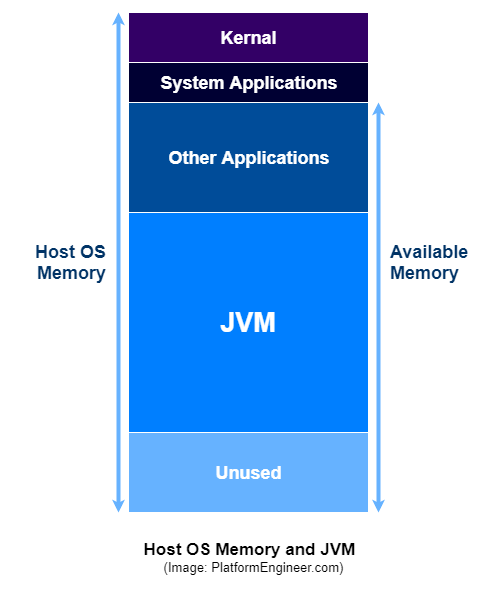 Kernal
System Applications
Other Applications
Host OS
Memory
Available
Memory
JVM
Unused
Host OS Memory and JVM
(Image: PlatformEngineer.com)